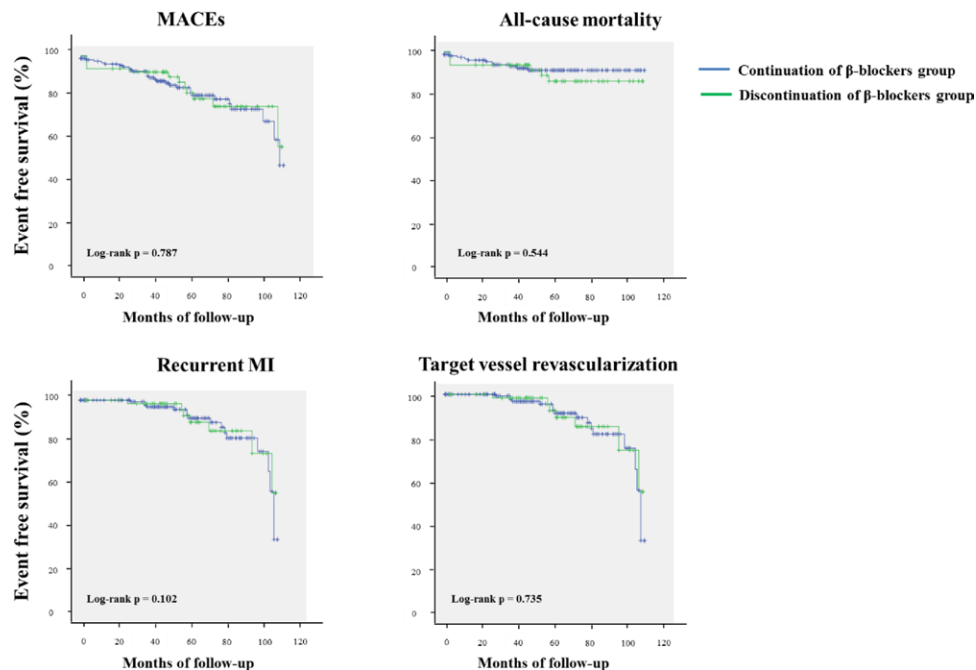 MACEs
All-cause mortality
Continuation of β-blockers group
Discontinuation of β-blockers group
Event free survival (%)
100
80
60
40
20
0
Log-rank p = 0.787
0 20 40 60 80 100 120
Months of follow-up
100
80
60
40
20
0
Log-rank p = 0.544
0 20 40 60 80 100 120
Months of follow-up
Recurrent MI
Target vessel revascularization
Event free survival (%)
100
80
60
40
20
0
Log-rank p = 0.102
0 20 40 60 80 100 120
Months of follow-up
100
80
60
40
20
0
Log-rank p = 0.735
0 20 40 60 80 100 120
Months of follow-up